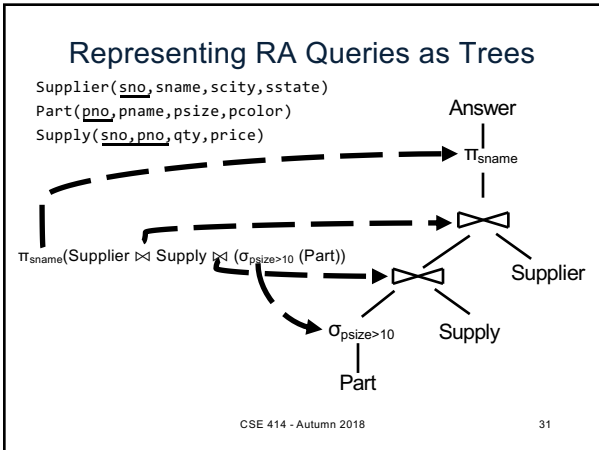 Representing RA Queries as Trees
Supplier(sno,sname,scity,sstate)
Part(pno,pname,psize,pcolor)
Supply(sno,pno,qty,price)
Answer
πsname
πsname(Supplier ⨝ Supply ⨝ (σpsize>10 (Part))
Supplier
σpsize>10
Supply
Part
CSE 414 - Autumn 2018
31